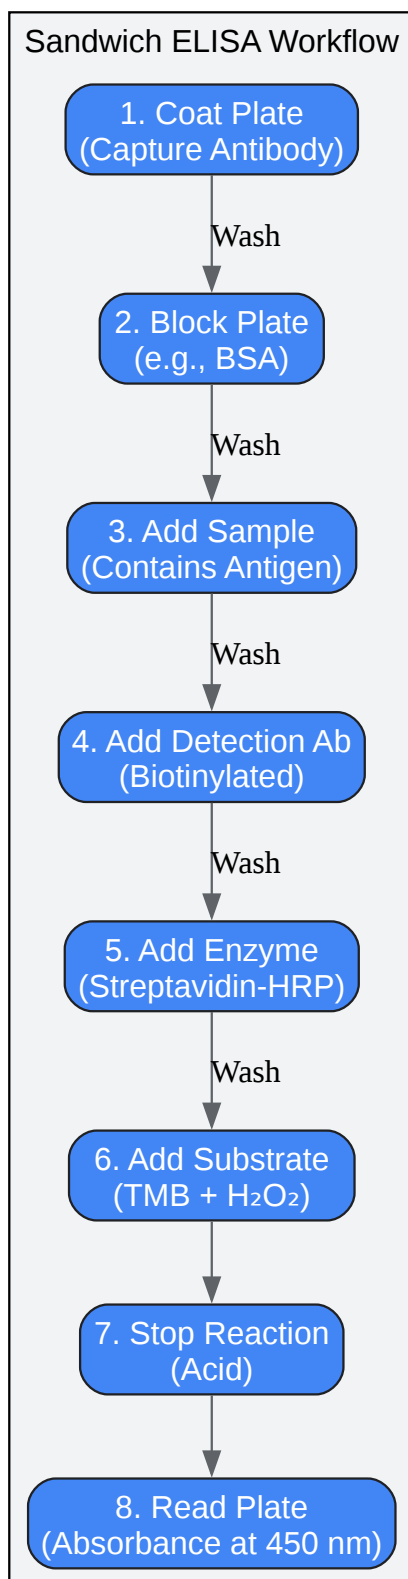 Sandwich ELISA Workflow
1. Coat Plate
(Capture Antibody)
Wash
2. Block Plate
(e.g., BSA)
Wash
3. Add Sample
(Contains Antigen)
Wash
4. Add Detection Ab
(Biotinylated)
Wash
5. Add Enzyme
(Streptavidin-HRP)
Wash
6. Add Substrate
(TMB + H₂O₂)
7. Stop Reaction
(Acid)
8. Read Plate
(Absorbance at 450 nm)